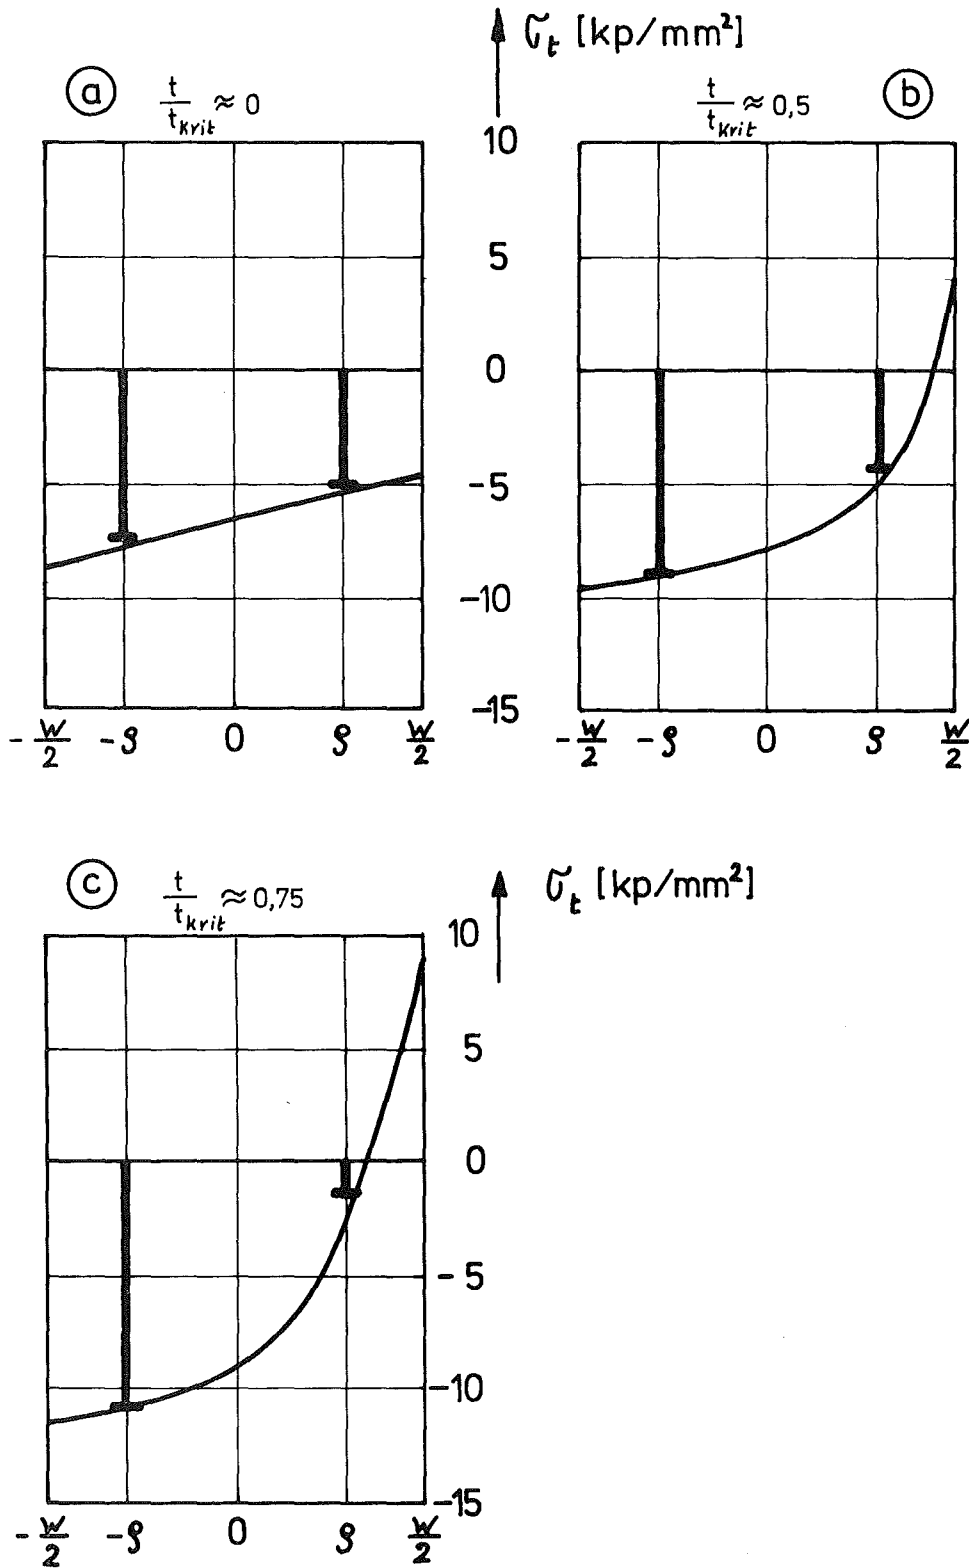 σt [kp/mm²]
a t/tkrit ≈ 0
t/tkrit ≈ 0,5 b
10
5
0
-5
-10
-15
-w/2 -ϱ 0 ϱ w/2
-w/2 -ϱ 0 ϱ w/2
c t/tkrit ≈ 0,75
σt [kp/mm²]
10
5
0
-5
-10
-15
-w/2 -ϱ 0 ϱ w/2